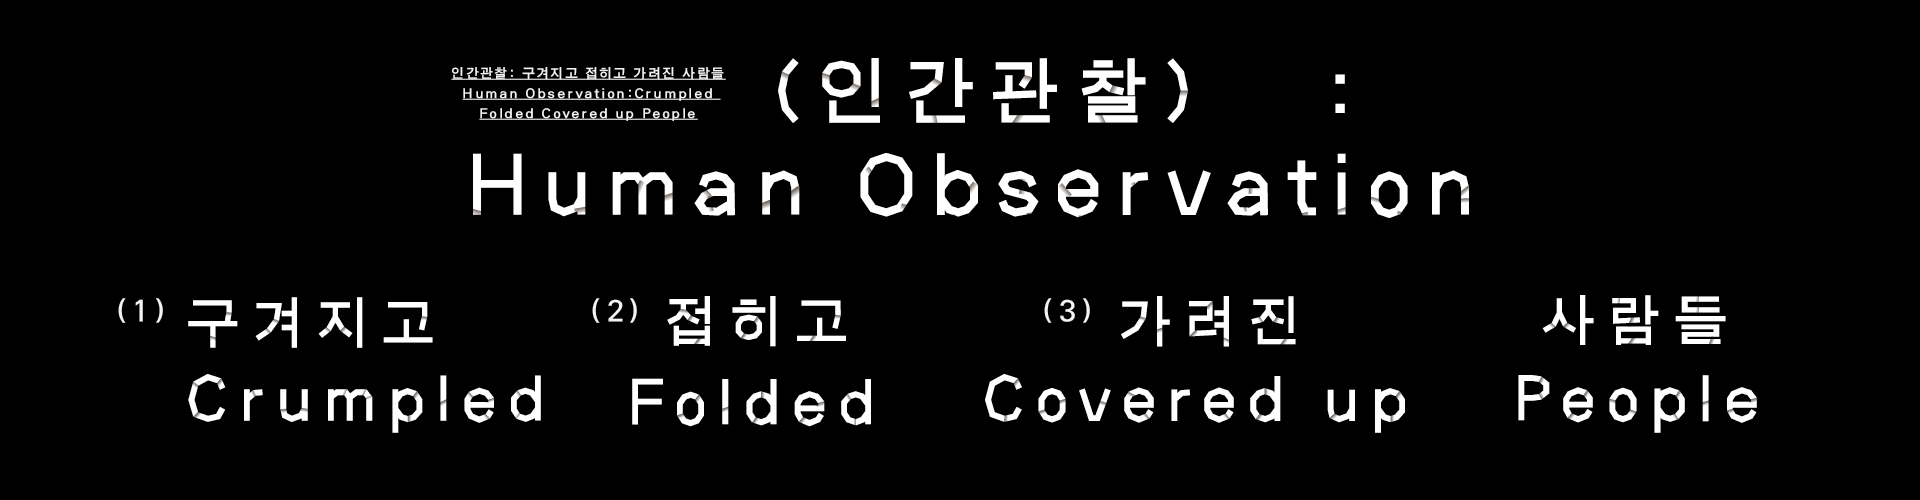 인간관찰: 구겨지고 접히고 가려진 사람들
Human Observation:Crumpled
Folded Covered up People
(인간관찰) :
Human Observation
(1) 구겨지고 (2) 접히고 (3) 가려진 사람들
Crumpled Folded Covered up People